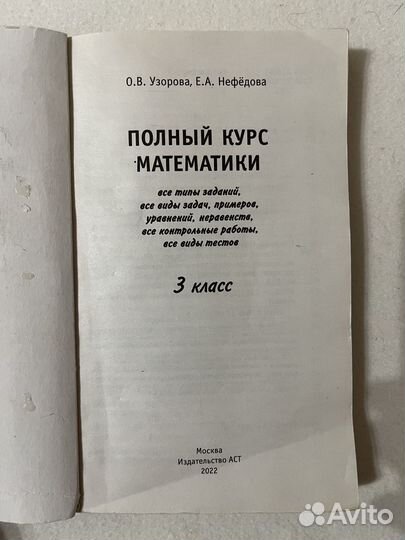 О.В. Узорова, Е.А. Нефёдова
ПОЛНЫЙ КУРС
МАТЕМАТИКИ
все типы заданий,
все виды задач, примеров,
уравнений, неравенств,
все контрольные работы,
все виды тестов
3 класс
Москва
Издательство АСТ
2022
Avito